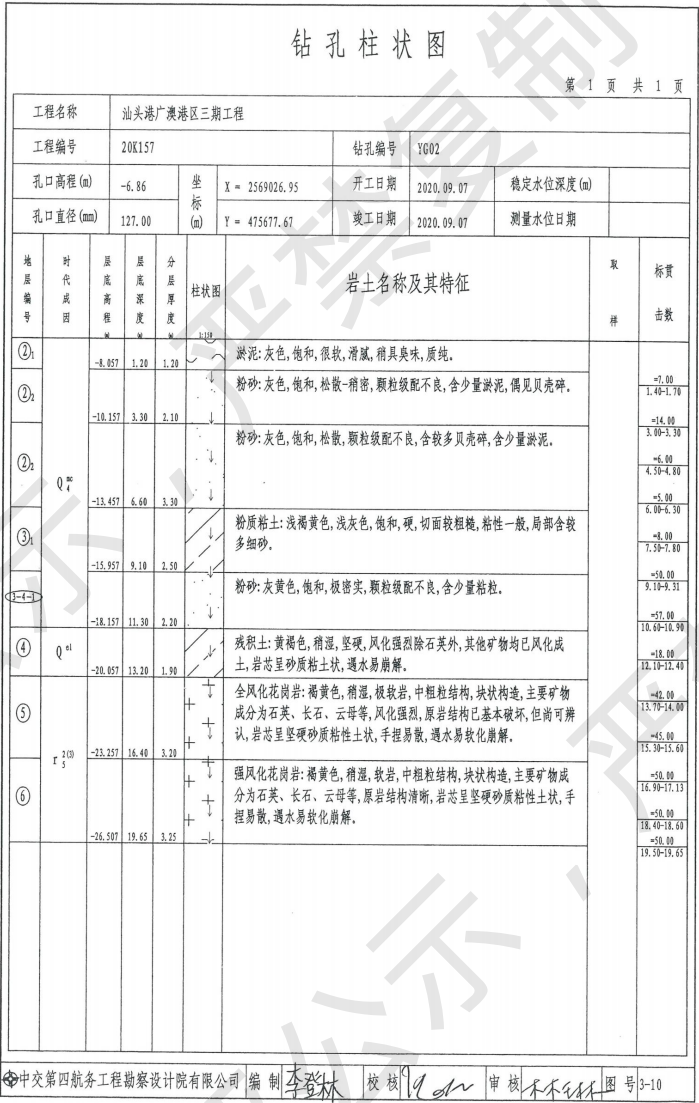 钻孔柱状图
第 1 页 共 1 页
工程名称 汕头港广澳港区三期工程
工程编号 20K157 钻孔编号 YG02
孔口高程(m) -6.86 坐标(m) X = 2569026.95 开工日期 2020.09.07 稳定水位深度(m)
孔口直径(mm) 127.00 Y = 475677.67 竣工日期 2020.09.07 测量水位日期
地层编号 时代成因 层底高程 层底深度 分层厚度 柱状图 岩土名称及其特征 取样 标贯击数
1:150
②1 -8.057 1.20 1.20 淤泥:灰色,饱和,很软,滑腻,稍具臭味,质纯。
②2 -10.157 3.30 2.10 粉砂:灰色,饱和,松散-稍密,颗粒级配不良,含少量淤泥,偶见贝壳碎。
=7.00
1.40-1.70
=14.00
3.00-3.30
②2 -13.457 6.60 3.30 粉砂:灰色,饱和,松散,颗粒级配不良,含较多贝壳碎,含少量淤泥。
=6.00
4.50-4.80
Q4mc
=5.00
6.00-6.30
③1 -15.957 9.10 2.50 粉质粘土:浅褐黄色,浅灰色,饱和,硬,切面较粗糙,粘性一般,局部含较
多细砂。
=8.00
7.50-7.80
3-4-1 -18.157 11.30 2.20 粉砂:灰黄色,饱和,极密实,颗粒级配不良,含少量粘粒。
=50.00
9.10-9.31
=57.00
10.60-10.90
④ Qel -20.057 13.20 1.90 残积土:黄褐色,稍湿,坚硬,风化强烈除石英外,其他矿物均已风化成
土,岩芯呈砂质粘土状,遇水易崩解。
=18.00
12.10-12.40
⑤ -23.257 16.40 3.20 全风化花岗岩:褐黄色,稍湿,极软岩,中粗粒结构,块状构造,主要矿物
成分为石英、长石、云母等,风化强烈,原岩结构已基本破坏,但尚可辨
认,岩芯呈坚硬砂质粘性土状,手捏易散,遇水易软化崩解。
=42.00
13.70-14.00
=45.00
15.30-15.60
r52(3)
⑥ -26.507 19.65 3.25 强风化花岗岩:褐黄色,稍湿,软岩,中粗粒结构,块状构造,主要矿物成
分为石英、长石、云母等,原岩结构清晰,岩芯呈坚硬砂质粘性土状,手
捏易散,遇水易软化崩解。
=50.00
16.90-17.13
=50.00
18.40-18.60
=50.00
19.50-19.65
中交第四航务工程勘察设计院有限公司 编制 李登林 校核 审核 图号 3-10
示,严禁复制
公示,严